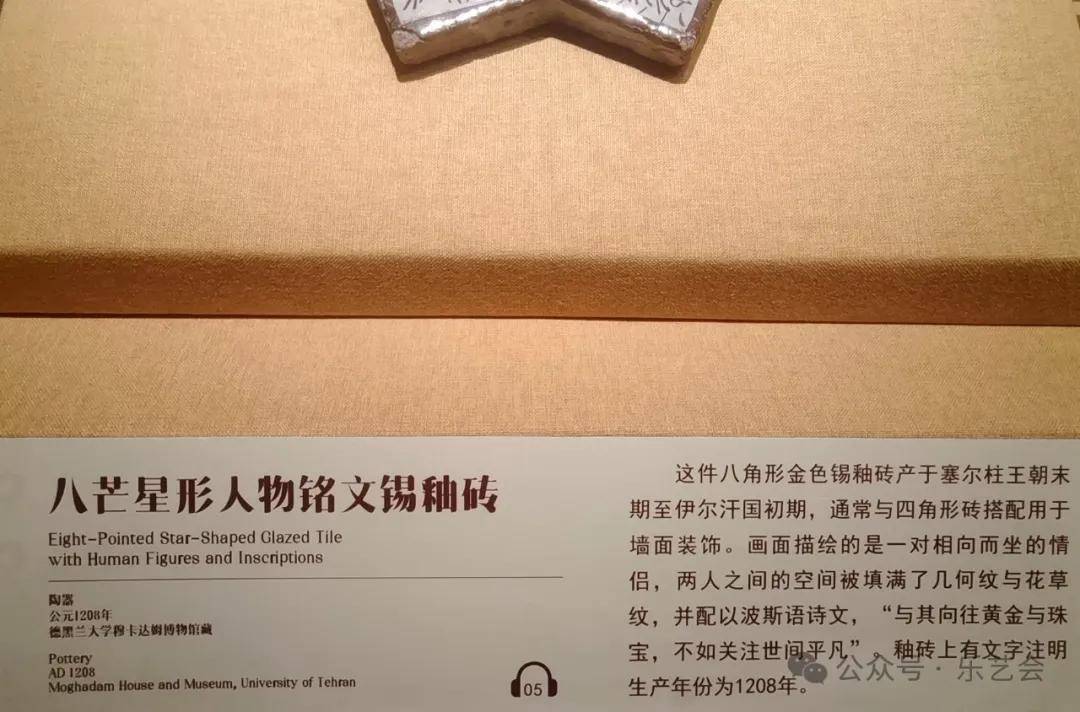 八芒星形人物铭文锡釉砖
Eight-Pointed Star-Shaped Glazed Tile
with Human Figures and Inscriptions
陶器
公元1208年
德黑兰大学穆卡达姆博物馆藏
Pottery
AD 1208
Moghadam House and Museum, University of Tehran
05
这件八角形金色锡釉砖产于塞尔柱王朝末
期至伊尔汗国初期，通常与四角形砖搭配用于
墙面装饰。画面描绘的是一对相向而坐的情
侣，两人之间的空间被填满了几何纹与花草
纹，并配以波斯语诗文，“与其向往黄金与珠
宝，不如关注世间平凡”。釉砖上有文字注明
生产年份为1208年。
公众号·乐艺会